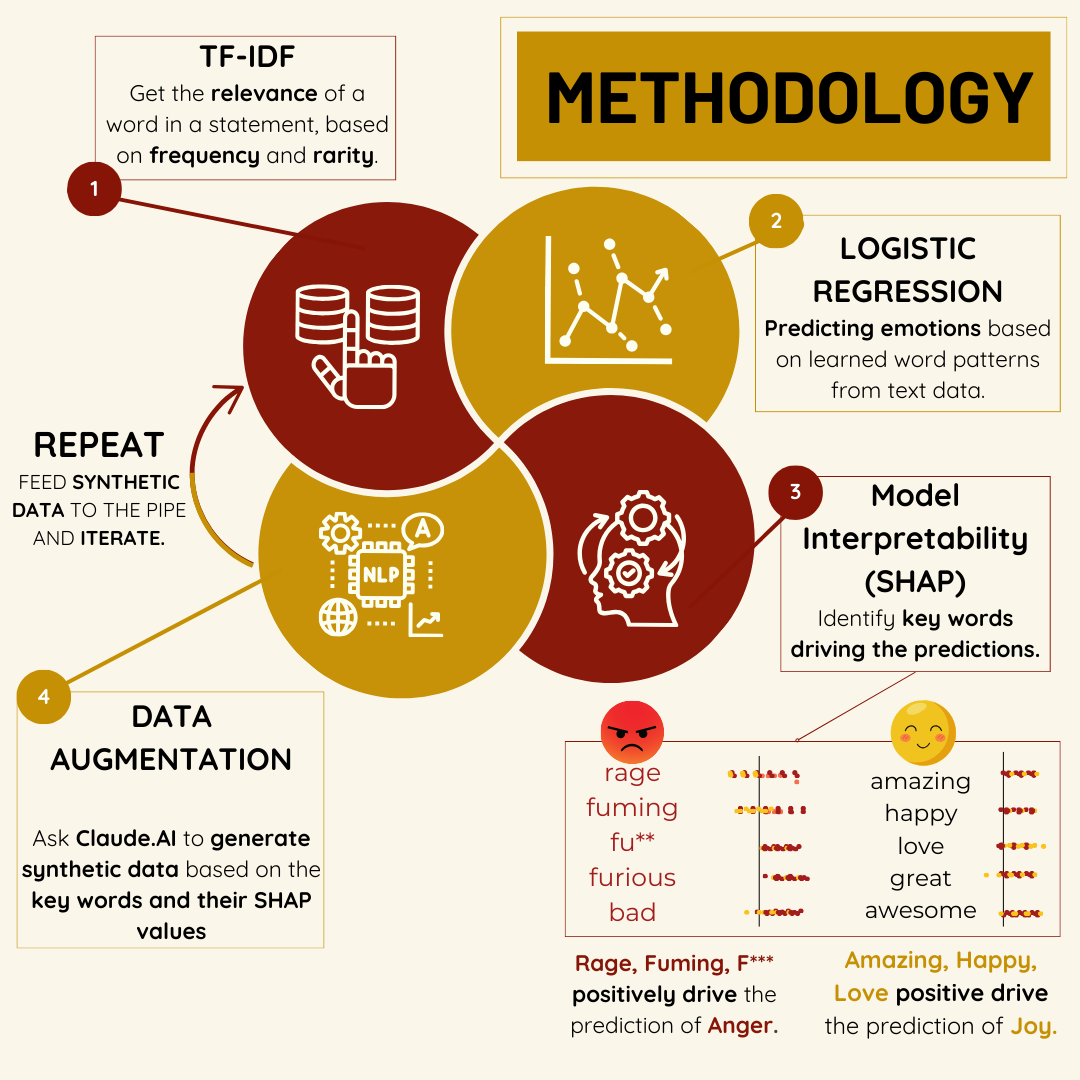 METHODOLOGY
TF-IDF
Get the relevance of a
word in a statement, based
on frequency and rarity.
1
2
LOGISTIC
REGRESSION
Predicting emotions based
on learned word patterns
from text data.
REPEAT
FEED SYNTHETIC
DATA TO THE PIPE
AND ITERATE.
A
NLP
3
Model
Interpretability
(SHAP)
Identify key words
driving the predictions.
4
DATA
AUGMENTATION
Ask Claude.AI to generate
synthetic data based on the
key words and their SHAP
values
rage
fuming
fu**
furious
bad
amazing
happy
love
great
awesome
Rage, Fuming, F***
positively drive the
prediction of Anger.
Amazing, Happy,
Love positive drive
the prediction of Joy.